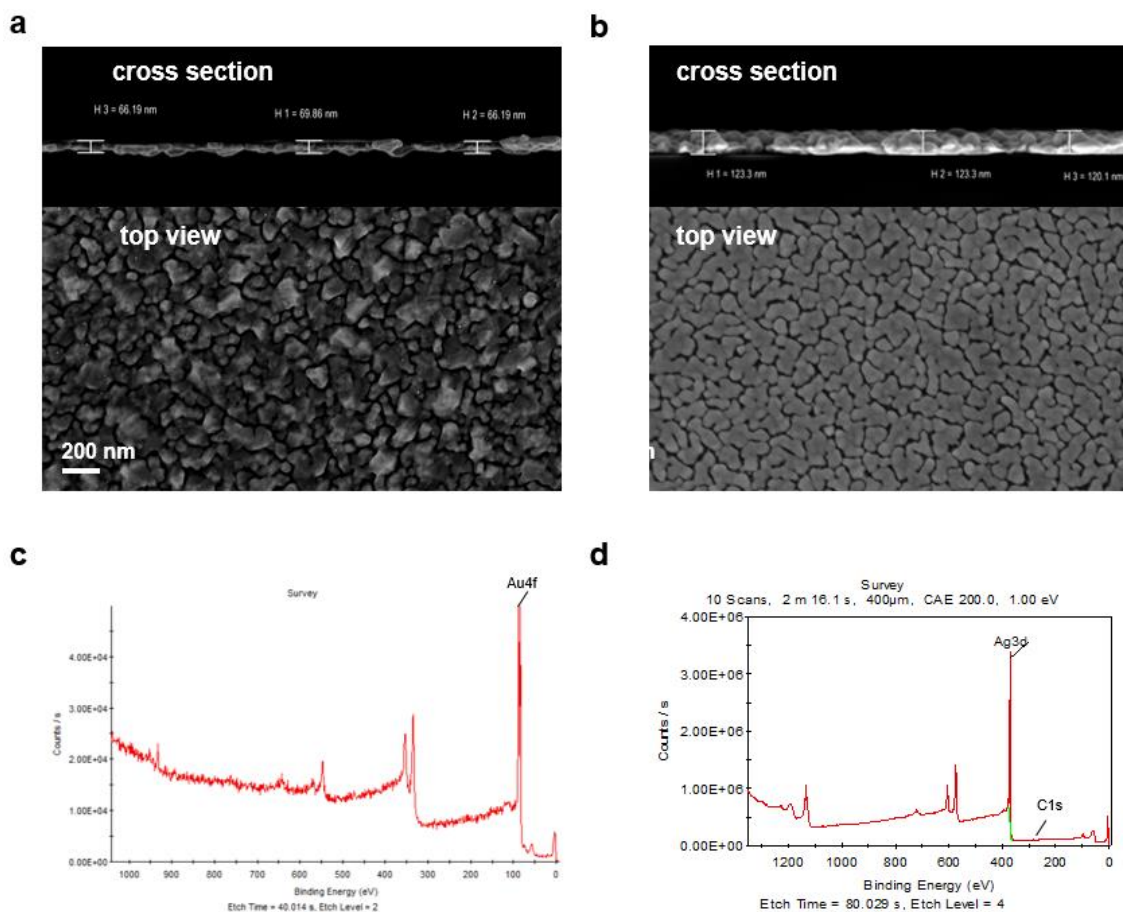 a
b
cross section
H 3 = 66.19 nm
H 1 = 69.86 nm
H 2 = 66.19 nm
top view
200 nm
cross section
H 1 = 123.3 nm
H 2 = 123.3 nm
H 3 = 120.1 nm
top view
c
Survey
Au4f
4.00E+04
3.00E+04
2.00E+04
1.00E+04
0.00E+00
Counts / s
1000 900 800 700 600 500 400 300 200 100 0
Binding Energy (eV)
Etch Time = 40.014 s, Etch Level = 2
d
Survey
10 Scans, 2 m 16.1 s, 400µm, CAE 200.0, 1.00 eV
4.00E+06
Ag3d
3.00E+06
2.00E+06
1.00E+06
C1s
0.00E+00
Counts / s
1200 1000 800 600 400 200 0
Binding Energy (eV)
Etch Time = 80.029 s, Etch Level = 4